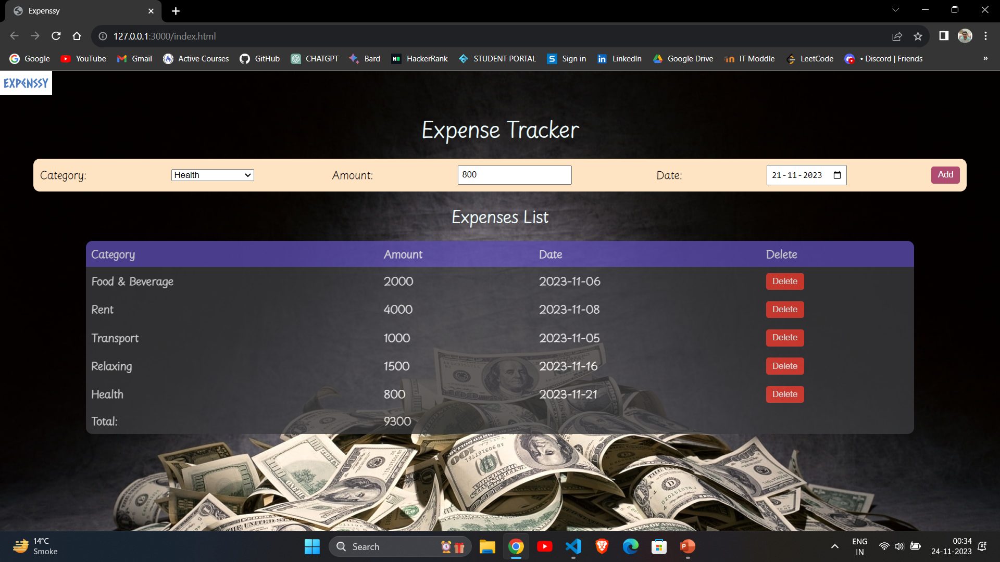 Expenssy
127.0.0.1:3000/index.html
Google YouTube Gmail Active Courses GitHub CHATGPT Bard HackerRank STUDENT PORTAL Sign in LinkedIn Google Drive IT Moddle LeetCode • Discord | Friends »
EXPENSSY
Expense Tracker
Category: Health Amount: 800 Date: 21-11-2023 Add
Expenses List
Category Amount Date Delete
Food & Beverage 2000 2023-11-06 Delete
Rent 4000 2023-11-08 Delete
Transport 1000 2023-11-05 Delete
Relaxing 1500 2023-11-16 Delete
Health 800 2023-11-21 Delete
Total: 9300
14°C
Smoke
Search
ENG
IN
00:34
24-11-2023